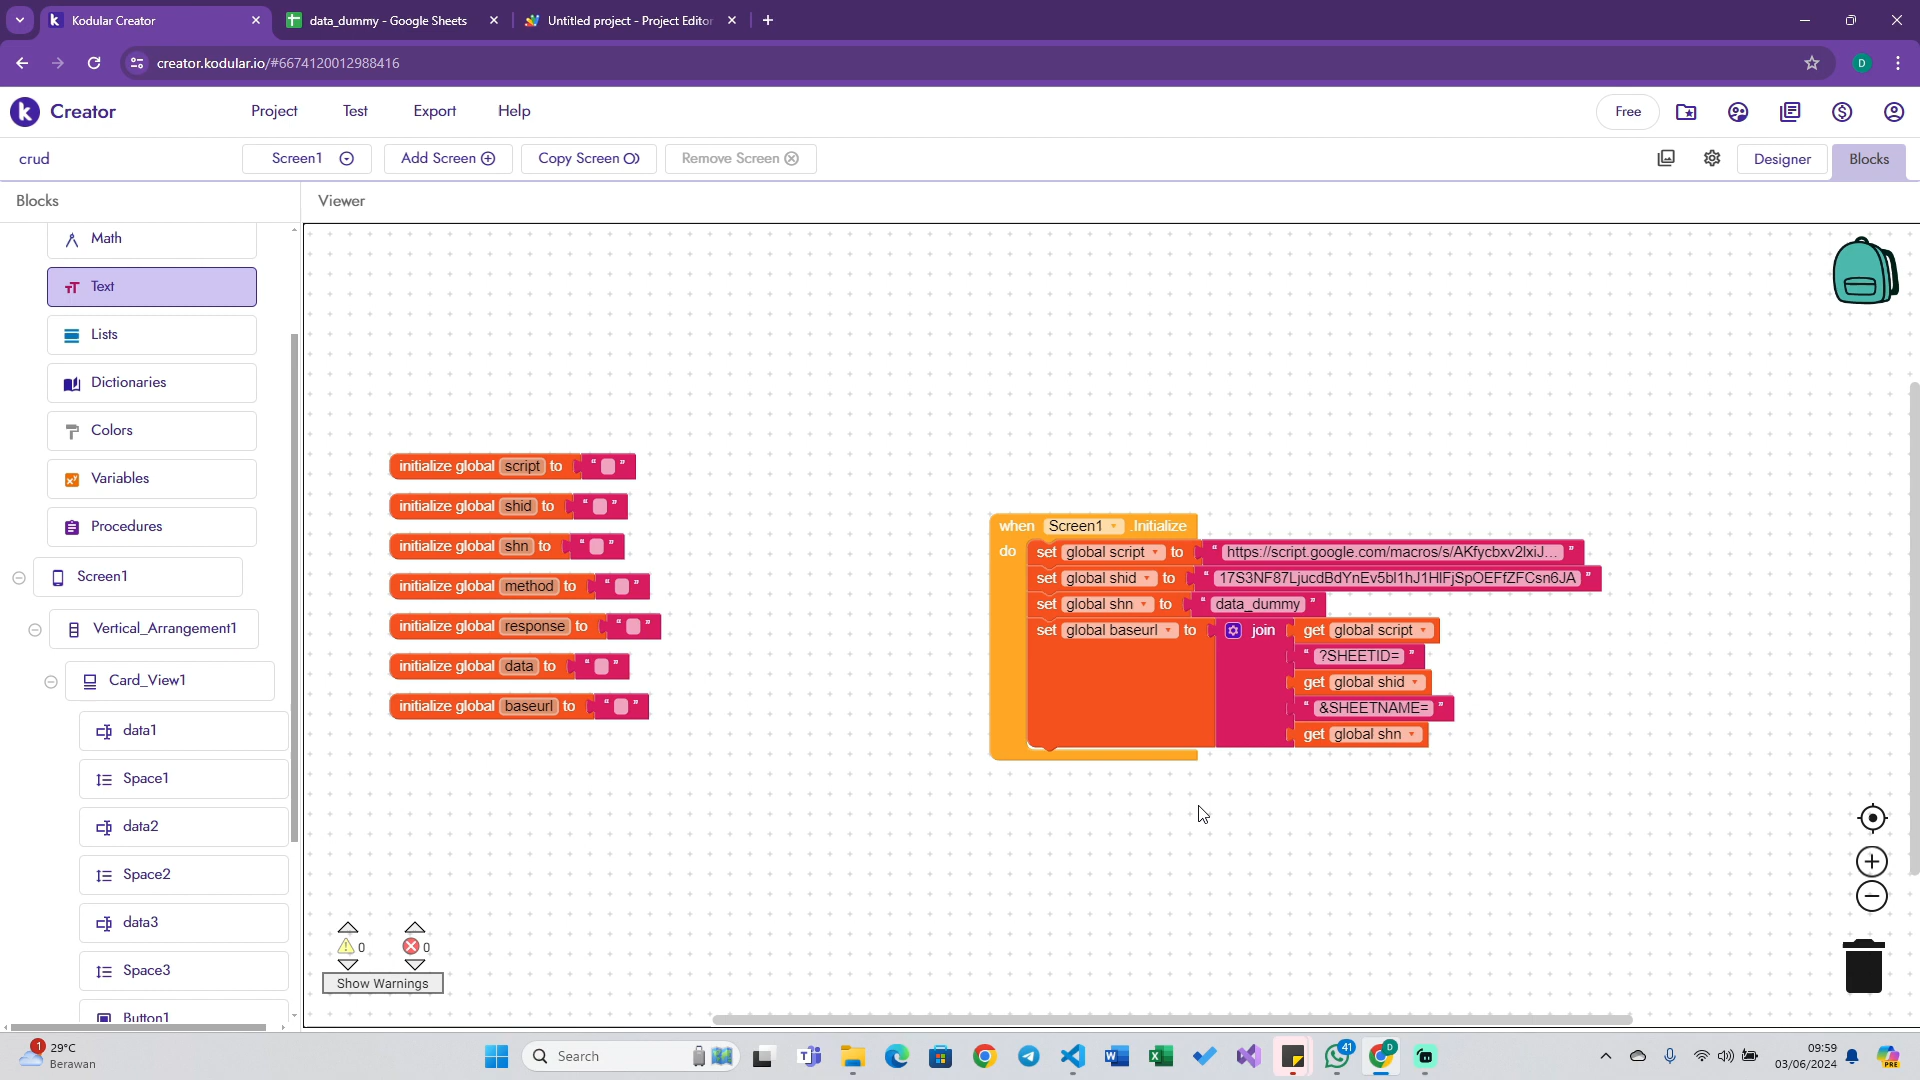 Kodular Creator
data_dummy - Google Sheets
Untitled project - Project Editor
creator.kodular.io/#6674120012988416
D
k
Creator
Project
Test
Export
Help
Free
crud
Screen1
Add Screen
Copy Screen
Remove Screen
Designer
Blocks
Blocks
Viewer
Math
Text
Lists
Dictionaries
Colors
Variables
Procedures
Screen1
Vertical_Arrangement1
Card_View1
data1
Space1
data2
Space2
data3
Space3
Button1
initialize global script to " "
initialize global shid to " "
initialize global shn to " "
initialize global method to " "
initialize global response to " "
initialize global data to " "
initialize global baseurl to " "
when Screen1 .Initialize
do set global script to " https://script.google.com/macros/s/AKfycbxv2lxiJ... "
set global shid to " 17S3NF87LjucdBdYnEv5bl1hJ1HIFjSpOEFfZFCsn6JA "
set global shn to " data_dummy "
set global baseurl to join get global script
" ?SHEETID= "
get global shid
" &SHEETNAME= "
get global shn
0
0
Show Warnings
1
29°C
Berawan
Search
41
D
09:59
03/06/2024
PRE